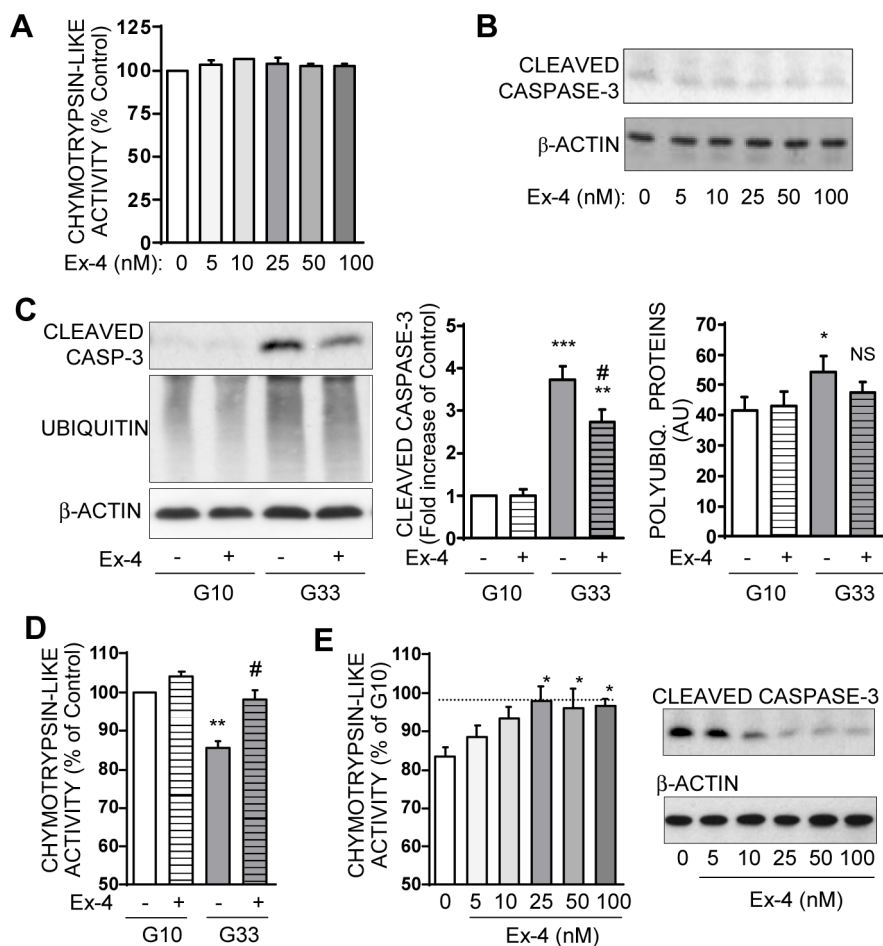 A
CHYMOTRYPSIN-LIKE
ACTIVITY (% Control)
125
100
75
50
25
0
Ex-4 (nM): 0 5 10 25 50 100
B
CLEAVED
CASPASE-3
β-ACTIN
Ex-4 (nM): 0 5 10 25 50 100
C
CLEAVED
CASP-3
UBIQUITIN
β-ACTIN
Ex-4 - + - +
G10 G33
CLEAVED CASPASE-3
(Fold increase of Control)
5
4
3
2
1
0
***
#
**
Ex-4 - + - +
G10 G33
POLYUBIQ. PROTEINS
(AU)
70
60
50
40
30
20
10
0
*
NS
Ex-4 - + - +
G10 G33
D
CHYMOTRYPSIN-LIKE
ACTIVITY (% of Control)
110
100
90
80
70
60
50
**
#
Ex-4 - + - +
G10 G33
E
CHYMOTRYPSIN-LIKE
ACTIVITY (% of G10)
110
100
90
80
70
60
50
* * *
0 5 10 25 50 100
Ex-4 (nM)
CLEAVED CASPASE-3
β-ACTIN
0 5 10 25 50 100
Ex-4 (nM)